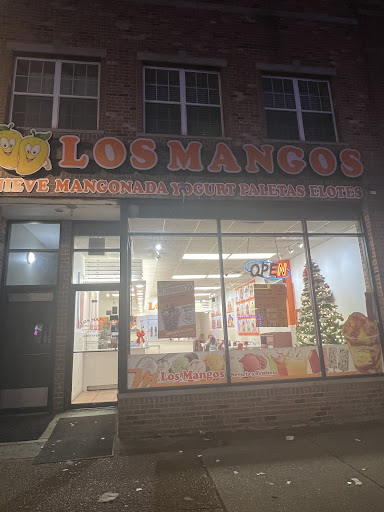 LOS MANGOS
NIEVE MANGONADA YOGURT PALETAS ELOTES
OPEN
Los Mangos